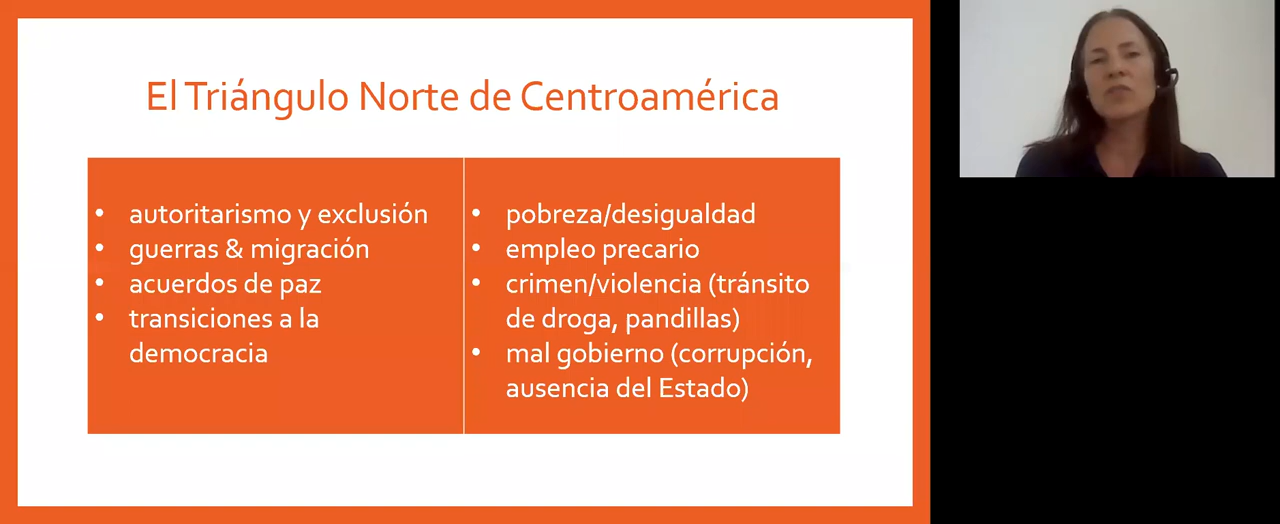 El Triángulo Norte de Centroamérica
• autoritarismo y exclusión
• guerras & migración
• acuerdos de paz
• transiciones a la
democracia
• pobreza/desigualdad
• empleo precario
• crimen/violencia (tránsito
de droga, pandillas)
• mal gobierno (corrupción,
ausencia del Estado)